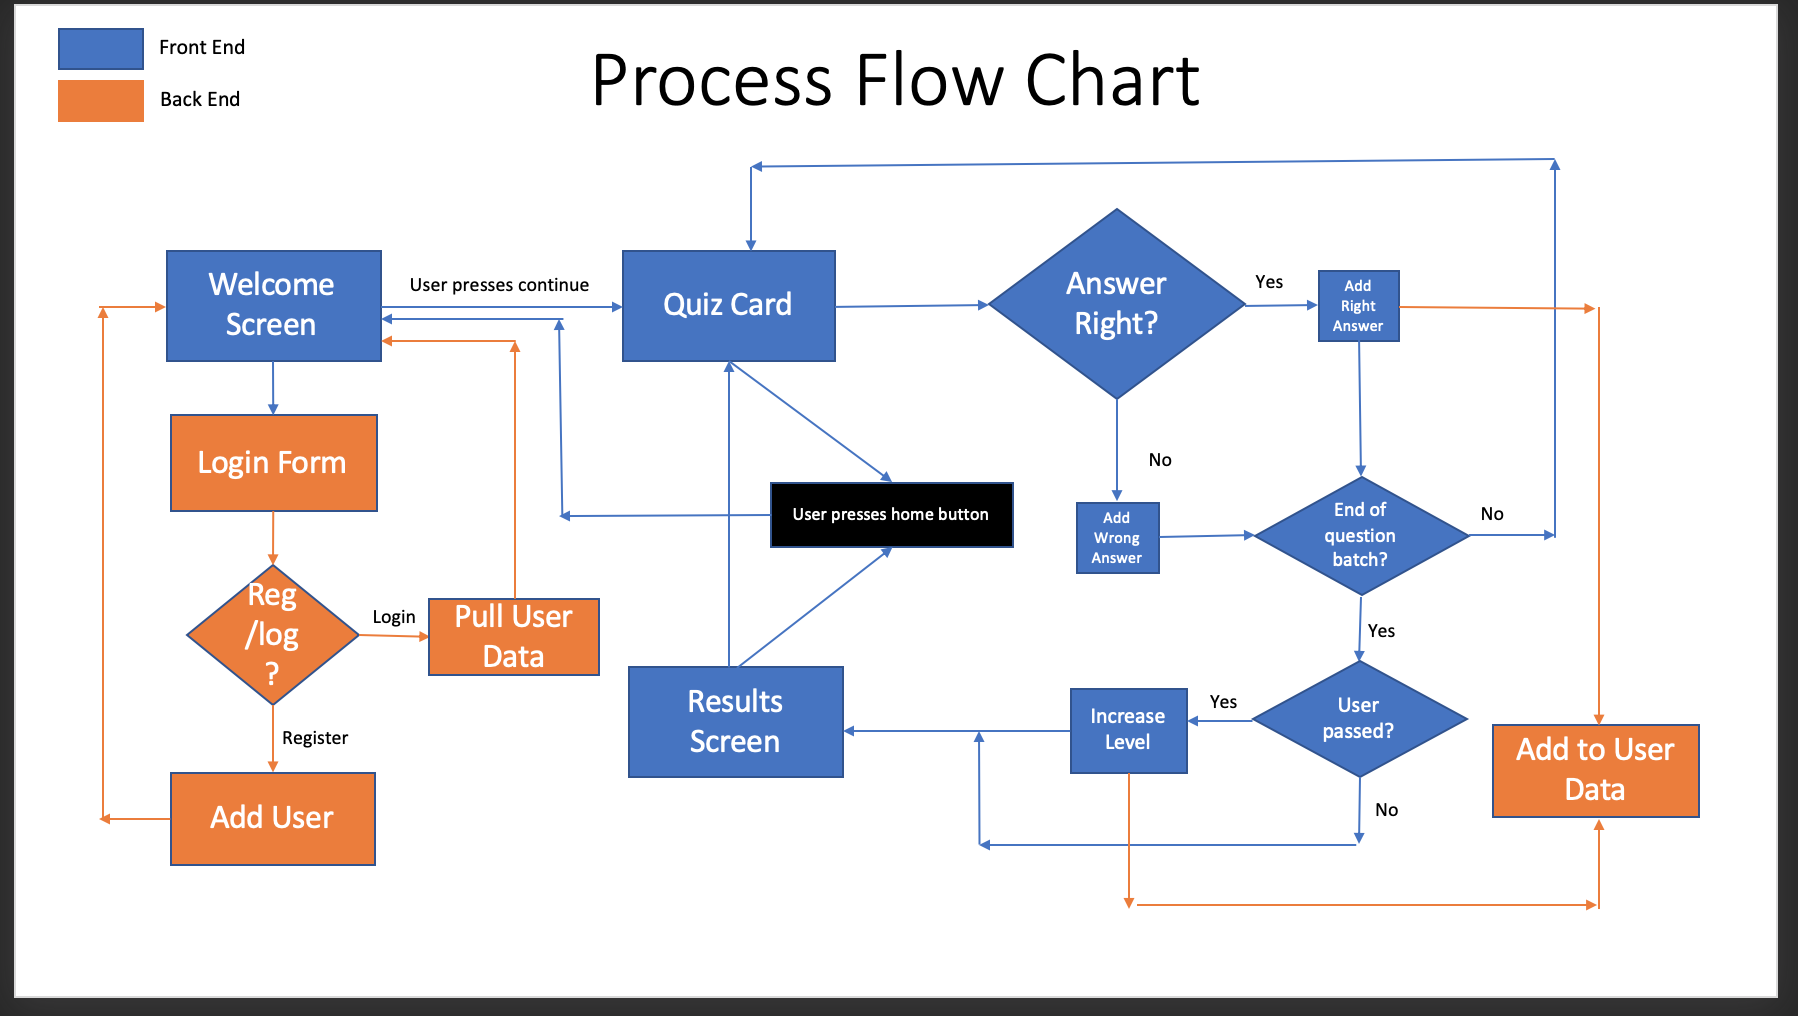 Front End
Back End
Process Flow Chart
Welcome
Screen
User presses continue
Quiz Card
Answer
Right?
Yes
Add
Right
Answer
No
Login Form
User presses home button
Add
Wrong
Answer
End of
question
batch?
No
Reg
/log
?
Login
Pull User
Data
Yes
Register
Results
Screen
Increase
Level
Yes
User
passed?
No
Add to User
Data
Add User